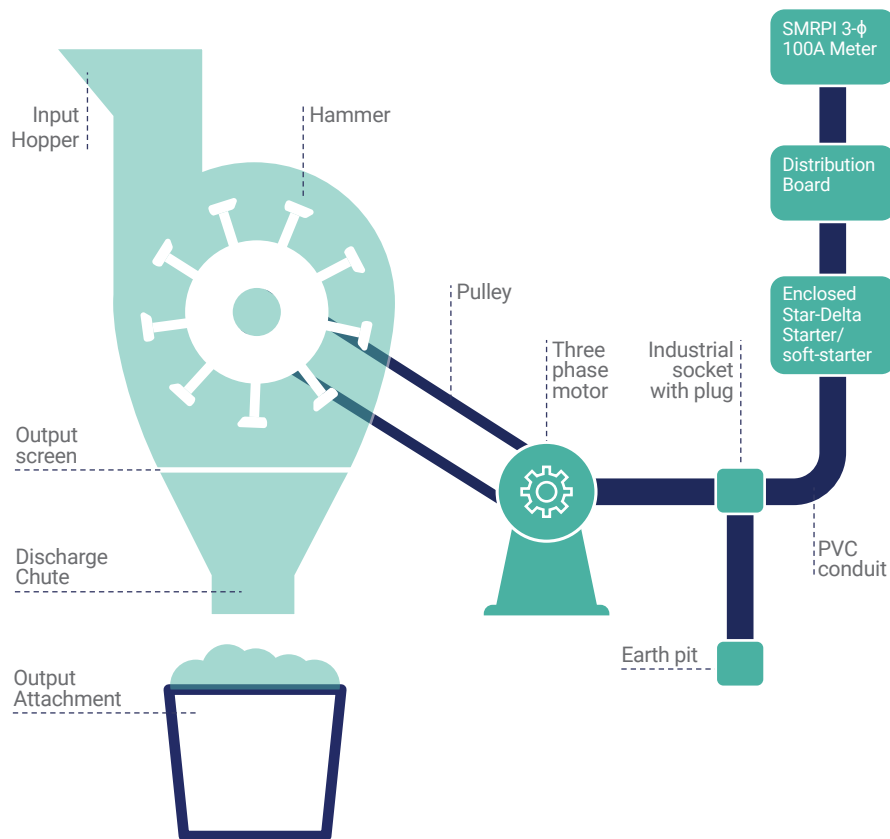 SMRPI 3-ϕ
100A Meter
Input
Hopper
Hammer
Distribution
Board
Pulley
Enclosed
Star-Delta
Starter/
soft-starter
Three
phase
motor
Industrial
socket
with plug
Output
screen
Discharge
Chute
PVC
conduit
Earth pit
Output
Attachment